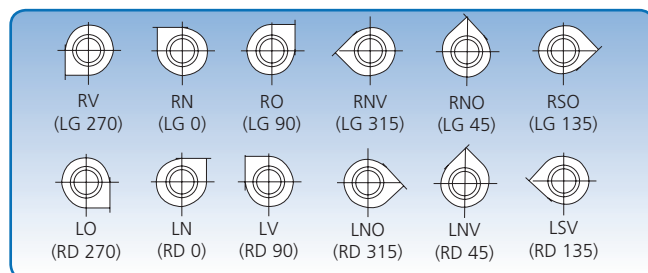 RV RN RO RNV RNO RSO
(LG 270) (LG 0) (LG 90) (LG 315) (LG 45) (LG 135)
LO LN LV LNO LNV LSV
(RD 270) (RD 0) (RD 90) (RD 315) (RD 45) (RD 135)